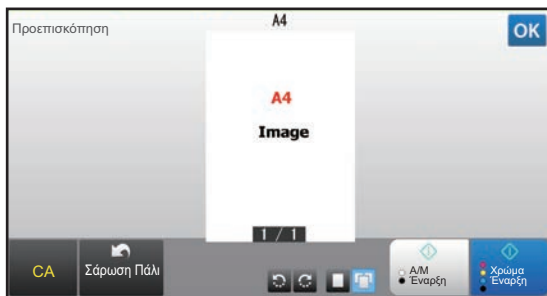 Προεπισκόπηση
A4
OK
A4
Image
1 / 1
CA
Σάρωση Πάλι
Α/Μ
Έναρξη
Χρώμα
Έναρξη